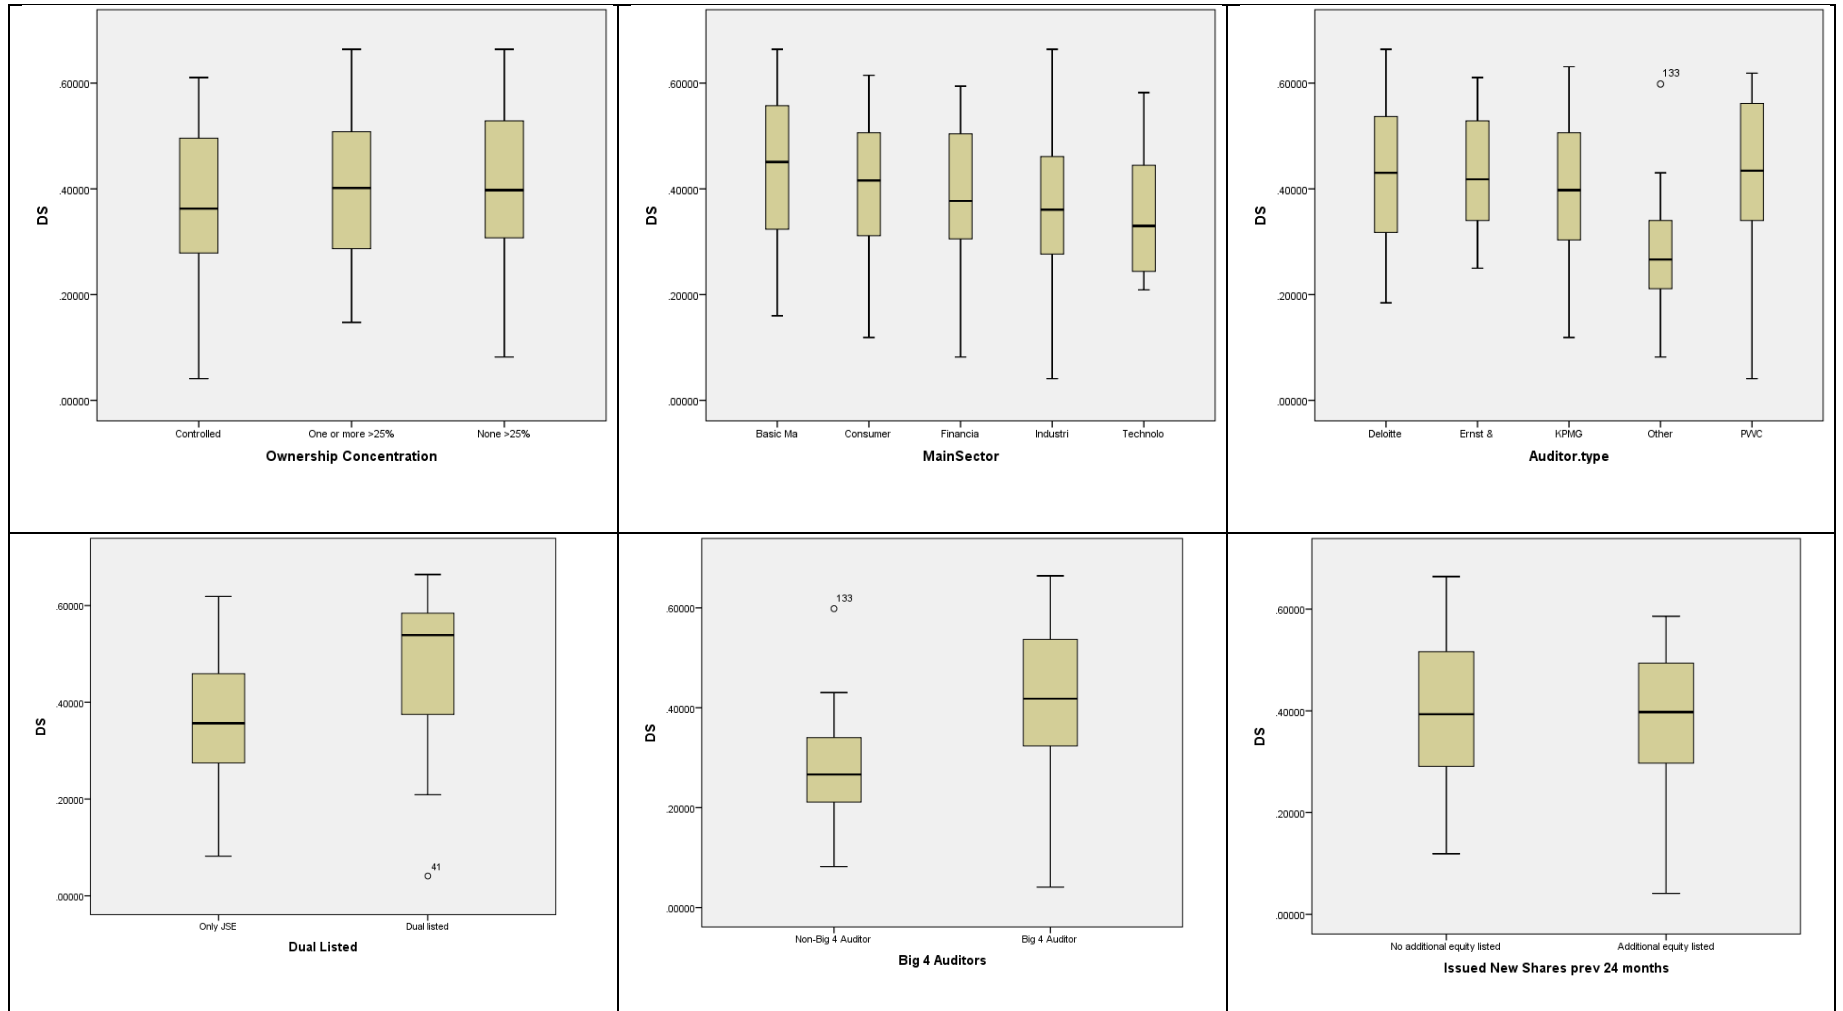 .60000
.40000
DS
.20000
.00000
Controlled One or more >25% None >25%
Ownership Concentration
.60000
.40000
DS
.20000
.00000
Basic Ma Consumer Financia Industri Technolo
MainSector
133
.60000
.40000
DS
.20000
.00000
Deloitte Ernst & KPMG Other PWC
Auditor.type
.60000
.40000
DS
.20000
41
.00000
Only JSE Dual listed
Dual Listed
133
.60000
.40000
DS
.20000
.00000
Non-Big 4 Auditor Big 4 Auditor
Big 4 Auditors
.60000
.40000
DS
.20000
.00000
No additional equity listed Additional equity listed
Issued New Shares prev 24 months